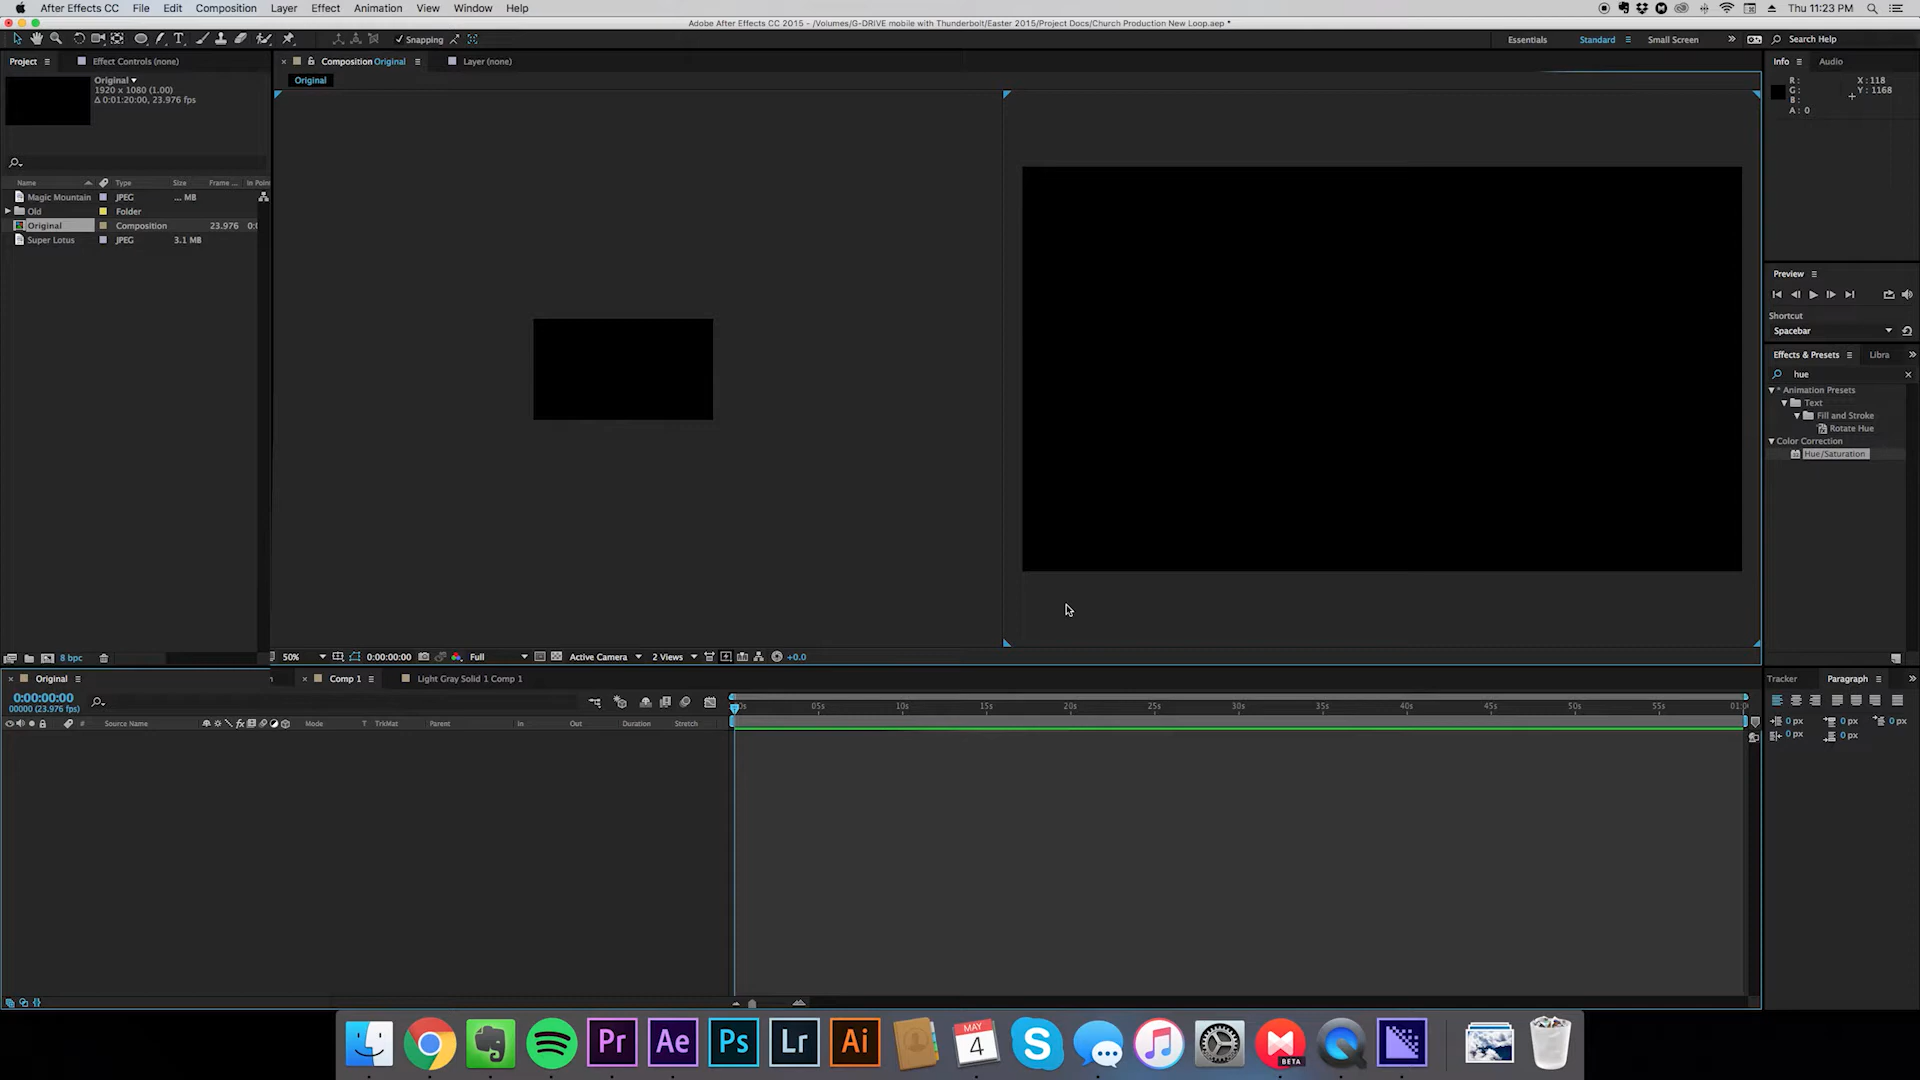 After Effects CC File Edit Composition Layer Effect Animation View Window Help
Thu 11:23 PM
Adobe After Effects CC 2015 - /Volumes/G-DRIVE mobile with Thunderbolt/Easter 2015/Project Docs/Church Production New Loop.aep *
Snapping
Essentials Standard Small Screen Search Help
Project Effect Controls (none)
Composition Original Layer (none)
Info Audio
Original
1920 x 1080 (1.00)
Δ 0:01:20:00, 23.976 fps
Original
R :
G :
B :
A : 0
X : 118
Y : 1168
Name Type Size Frame ... In Poin
Magic Mountain JPEG ... MB
Old Folder
Original Composition 23.976 0:0
Super Lotus JPEG 3.1 MB
Preview
Shortcut
Spacebar
Effects & Presets Libra
hue
* Animation Presets
Text
Fill and Stroke
Rotate Hue
Color Correction
Hue/Saturation
8 bpc
50% 0:00:00:00 Full Active Camera 2 Views +0.0
Original Comp 1 Light Gray Solid 1 Comp 1
Tracker Paragraph
0:00:00:00
00000 (23.976 fps)
# Source Name Mode T TrkMat Parent In Out Duration Stretch
05s 10s 15s 20s 25s 30s 35s 40s 45s 50s 55s
0 px 0 px 0 px
0 px 0 px
Pr Ae Ps Lr Ai
MAY
4
S
BETA